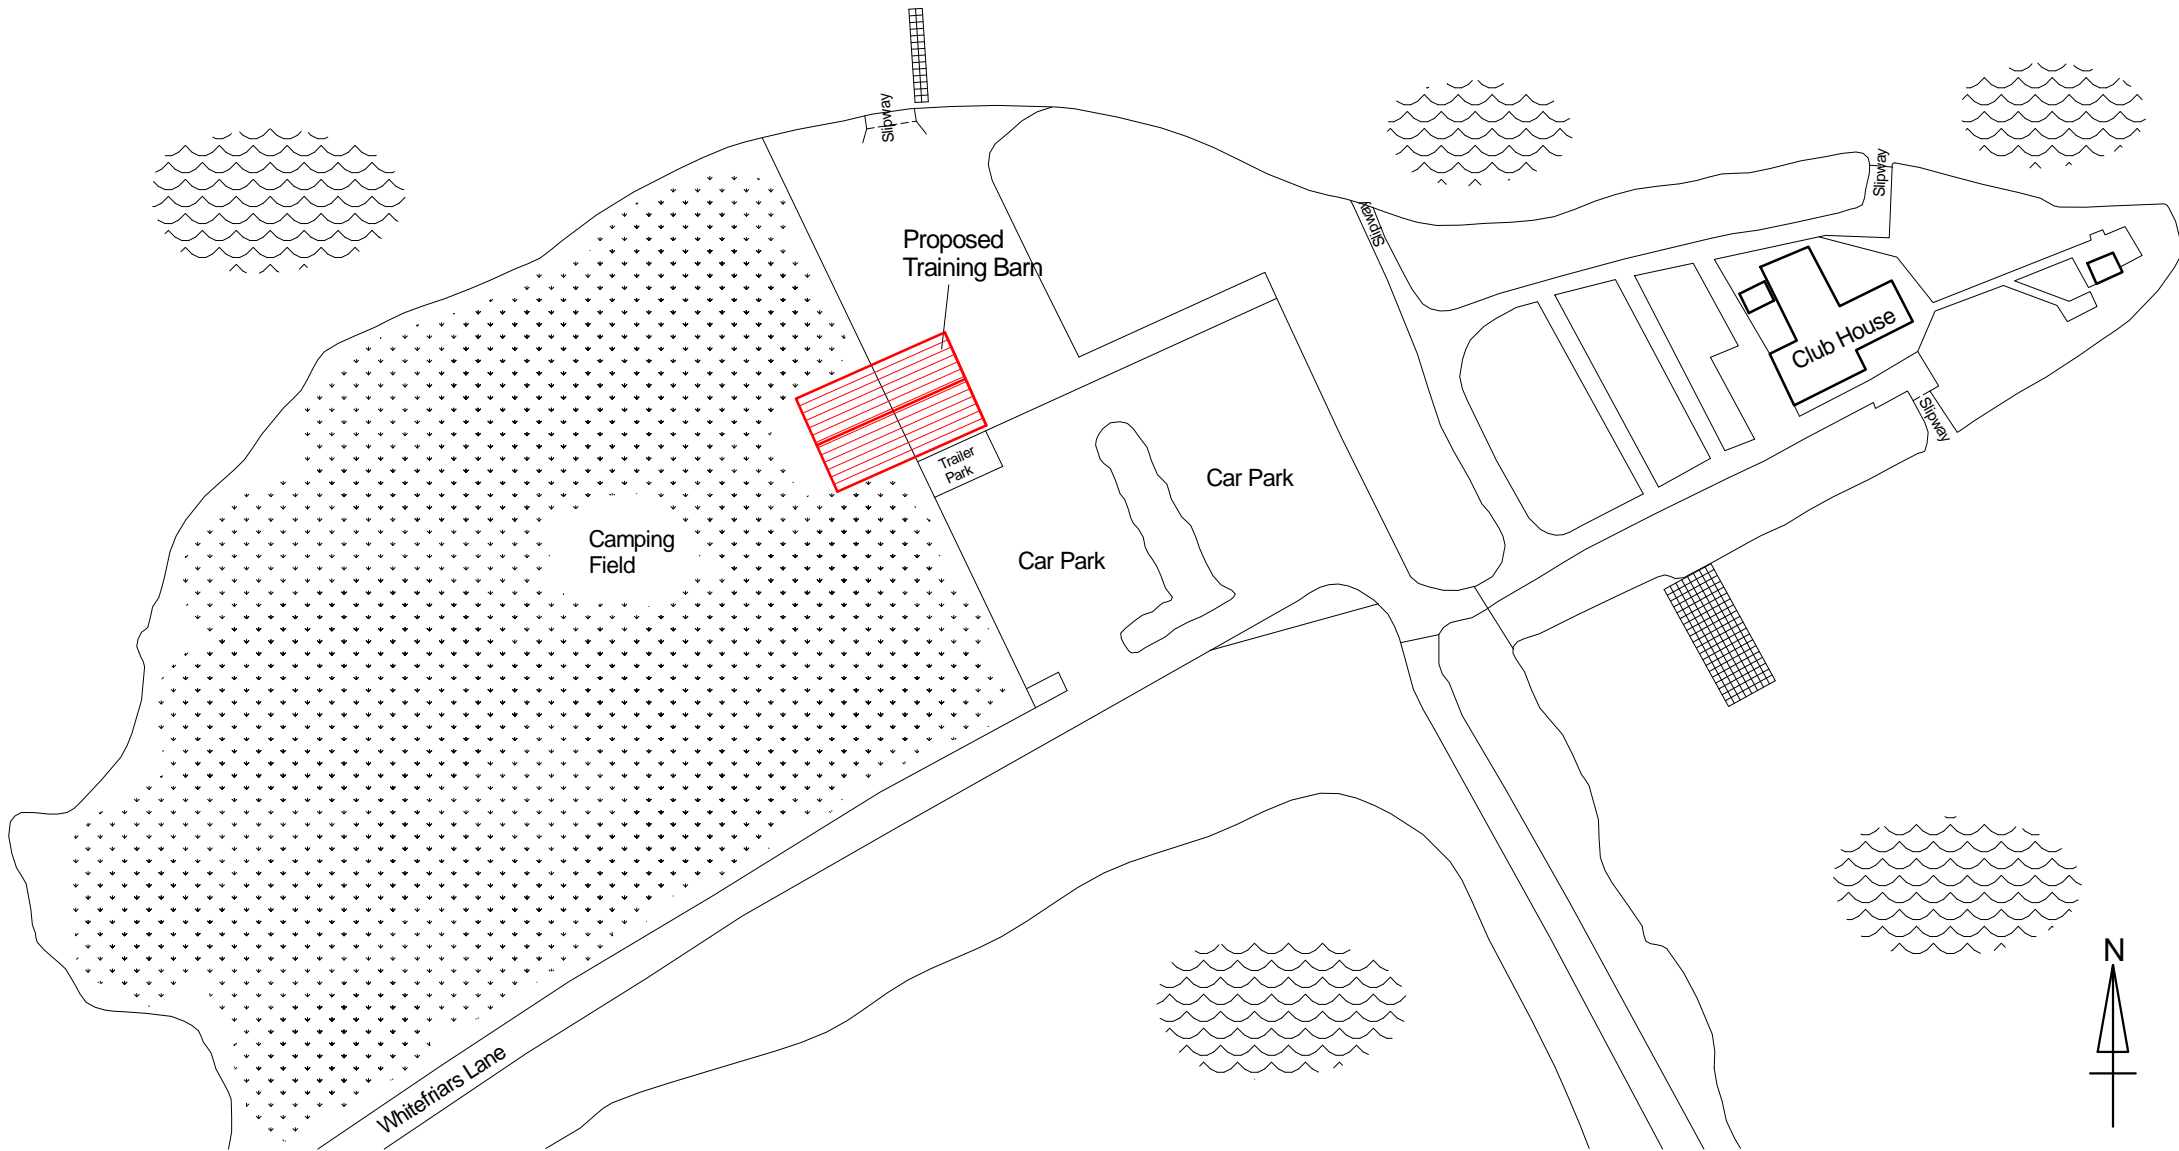 Slipway
Slipway
Slipway
Proposed
Training Barn
Club House
Slipway
Trailer
Park
Car Park
Car Park
Camping
Field
N
Whitefriars Lane